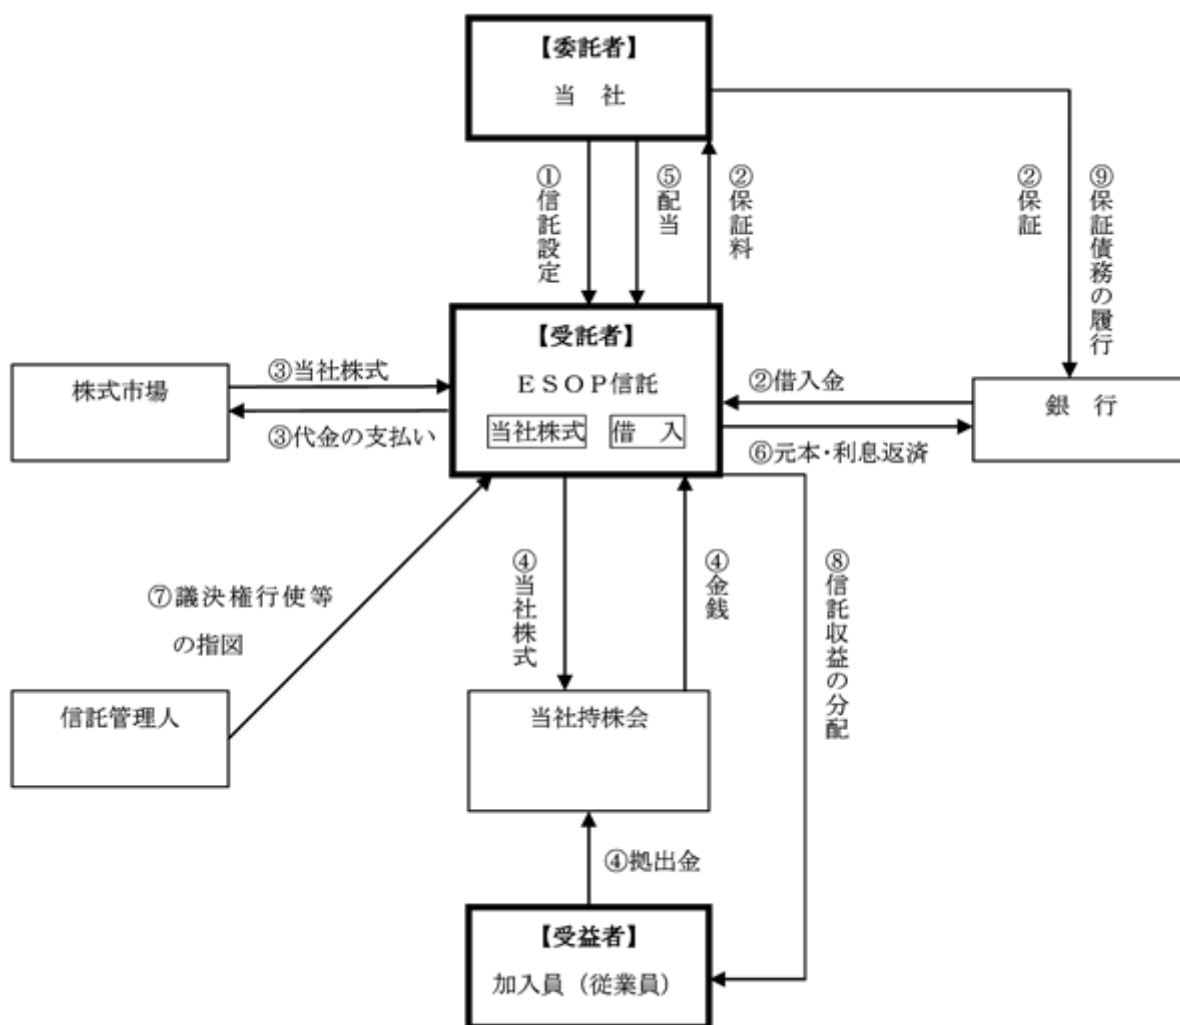 【委託者】
当 社
①信託設定
⑤配当
②保証料
②保証
⑨保証債務の履行
【受託者】
ESOP信託
当社株式
借 入
株式市場
③当社株式
③代金の支払い
②借入金
⑥元本・利息返済
銀 行
⑦議決権行使等
の指図
④当社株式
④金銭
⑧信託収益の分配
信託管理人
当社持株会
④拠出金
【受益者】
加入員（従業員）